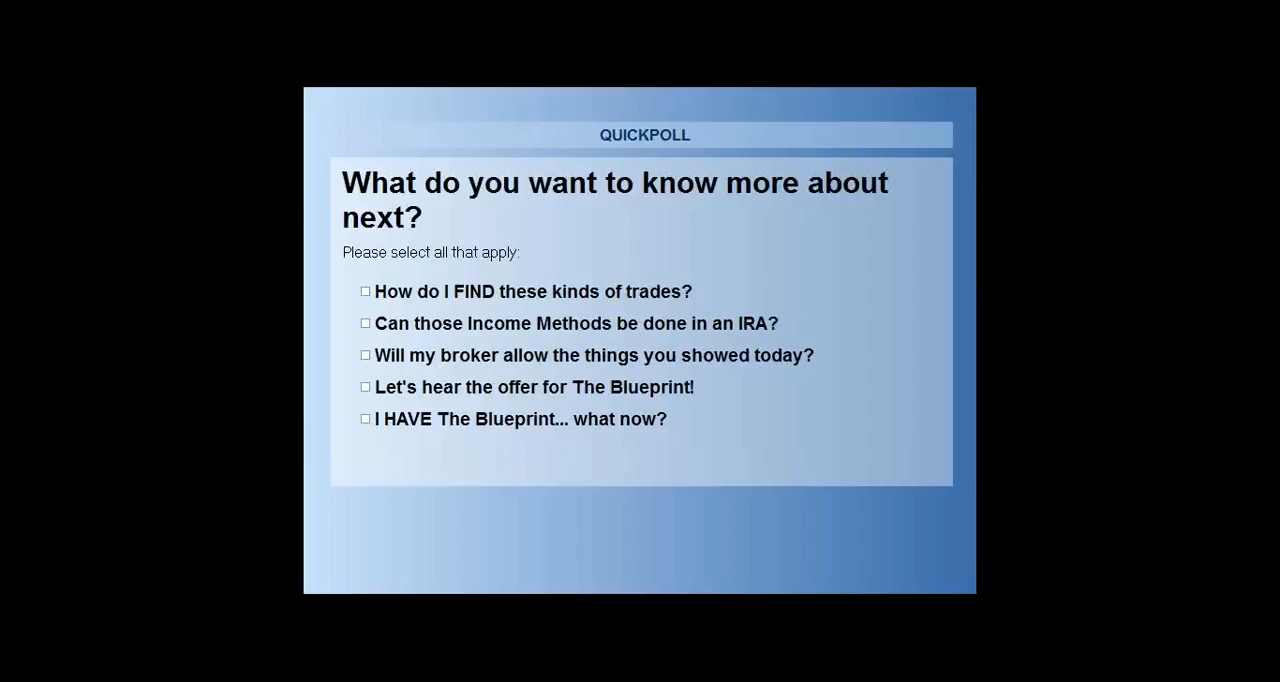 QUICKPOLL
What do you want to know more about
next?
Please select all that apply:
How do I FIND these kinds of trades?
Can those Income Methods be done in an IRA?
Will my broker allow the things you showed today?
Let's hear the offer for The Blueprint!
I HAVE The Blueprint... what now?